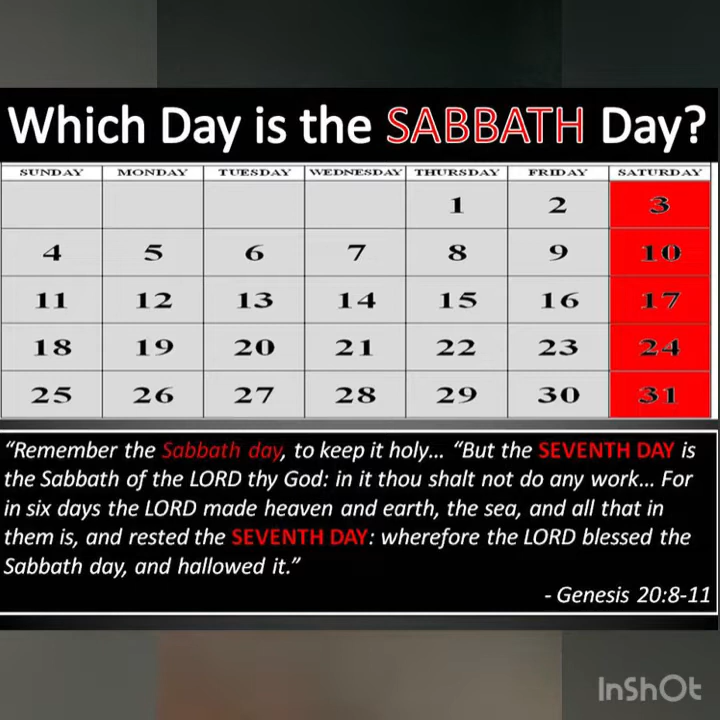 Which Day is the SABBATH Day?
SUNDAY MONDAY TUESDAY WEDNESDAY THURSDAY FRIDAY SATURDAY
1 2 3
4 5 6 7 8 9 10
11 12 13 14 15 16 17
18 19 20 21 22 23 24
25 26 27 28 29 30 31
“Remember the Sabbath day, to keep it holy... “But the SEVENTH DAY is
the Sabbath of the LORD thy God: in it thou shalt not do any work... For
in six days the LORD made heaven and earth, the sea, and all that in
them is, and rested the SEVENTH DAY: wherefore the LORD blessed the
Sabbath day, and hallowed it.”
- Genesis 20:8-11
InShOt